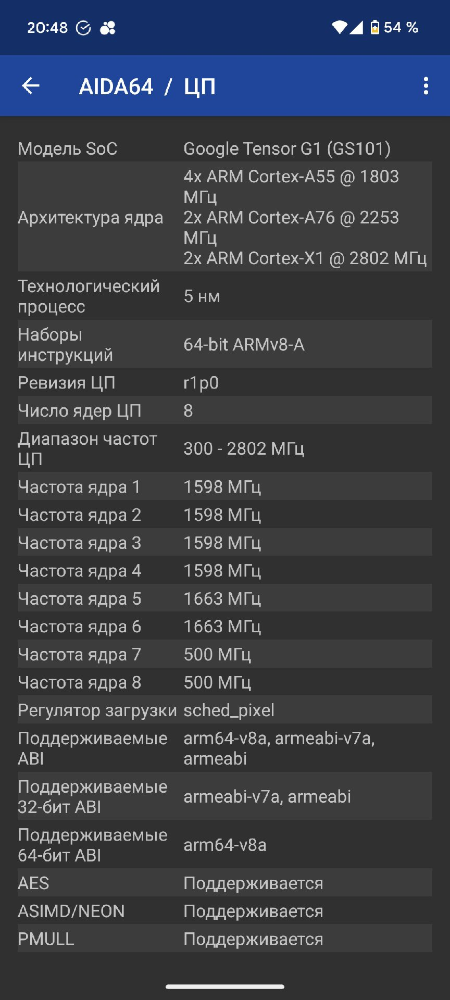 20:48 54 %
AIDA64 / ЦП
Модель SoC Google Tensor G1 (GS101)
Архитектура ядра 4x ARM Cortex-A55 @ 1803
МГц
2x ARM Cortex-A76 @ 2253
МГц
2x ARM Cortex-X1 @ 2802 МГц
Технологический
процесс
5 нм
Наборы
инструкций
64-bit ARMv8-A
Ревизия ЦП r1p0
Число ядер ЦП 8
Диапазон частот
ЦП
300 - 2802 МГц
Частота ядра 1 1598 МГц
Частота ядра 2 1598 МГц
Частота ядра 3 1598 МГц
Частота ядра 4 1598 МГц
Частота ядра 5 1663 МГц
Частота ядра 6 1663 МГц
Частота ядра 7 500 МГц
Частота ядра 8 500 МГц
Регулятор загрузки sched_pixel
Поддерживаемые
ABI
arm64-v8a, armeabi-v7a,
armeabi
Поддерживаемые
32-бит ABI
armeabi-v7a, armeabi
Поддерживаемые
64-бит ABI
arm64-v8a
AES Поддерживается
ASIMD/NEON Поддерживается
PMULL Поддерживается